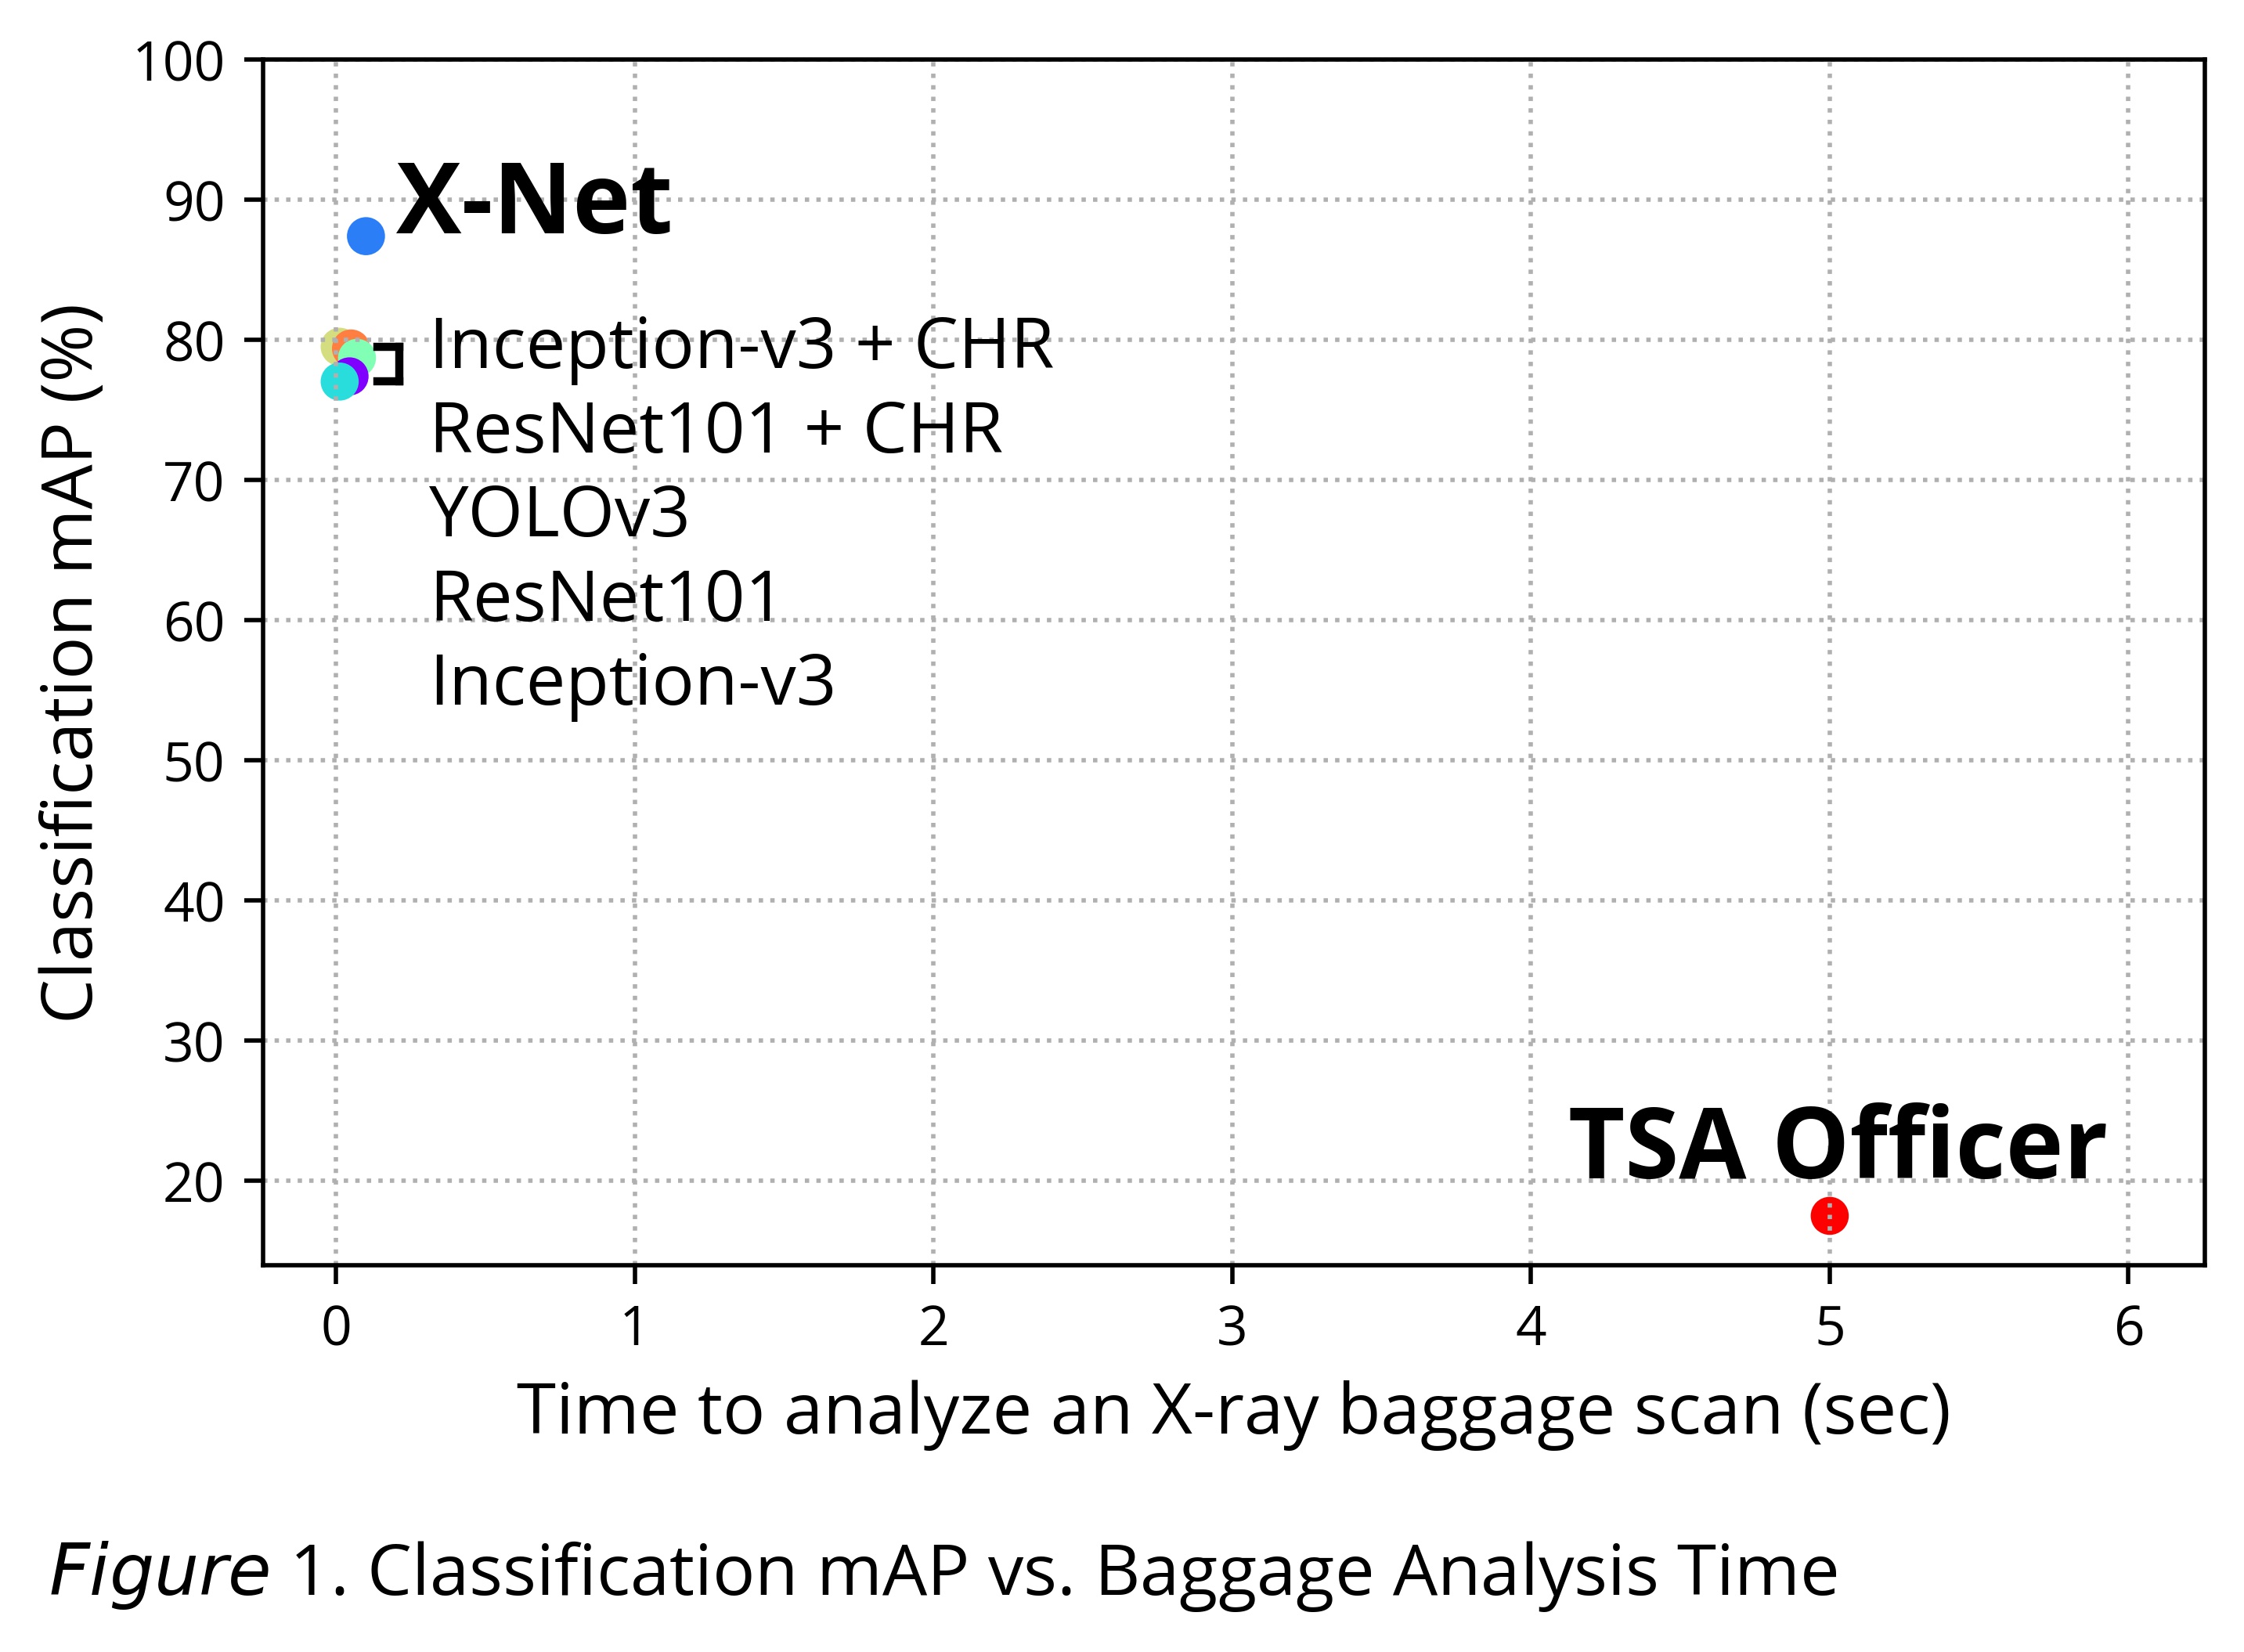 100
90
80
70
60
50
40
30
20
Classification mAP (%)
X-Net
Inception-v3 + CHR
ResNet101 + CHR
YOLOv3
ResNet101
Inception-v3
TSA Officer
0 1 2 3 4 5 6
Time to analyze an X-ray baggage scan (sec)
Figure 1. Classification mAP vs. Baggage Analysis Time